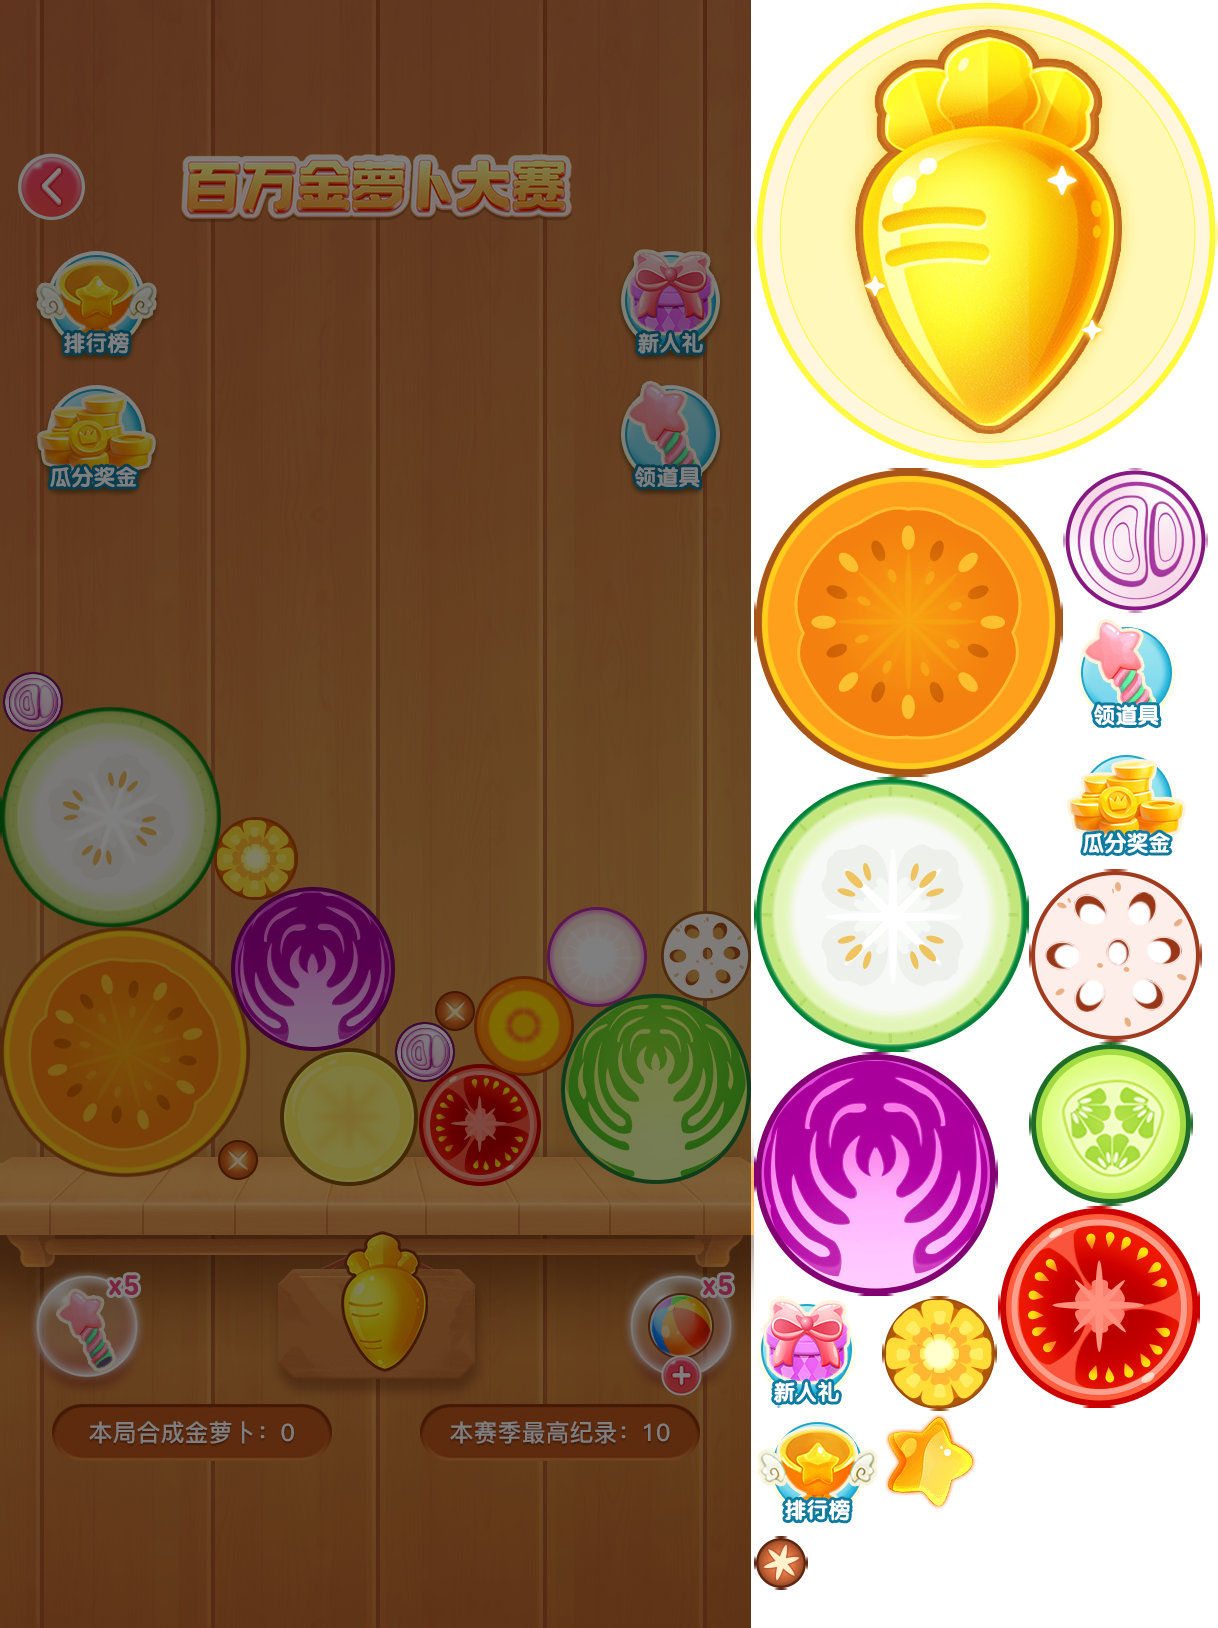 百万金萝卜大赛
排行榜
新人礼
瓜分奖金
领道具
x5
x5
本局合成金萝卜：0
本赛季最高纪录：10
领道具
瓜分奖金
新人礼
排行榜